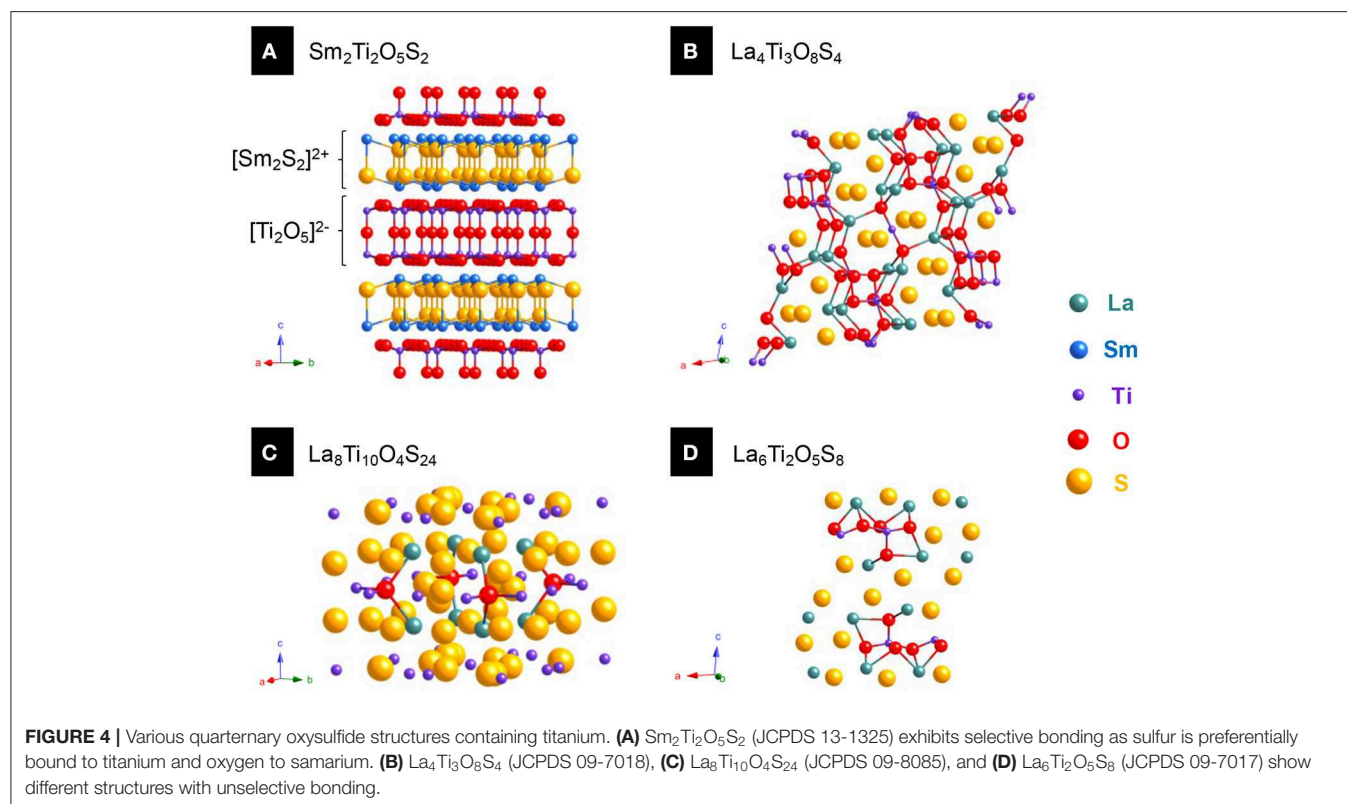 A Sm₂Ti₂O₅S₂
B La₄Ti₃O₈S₄
[Sm₂S₂]²⁺
[Ti₂O₅]²⁻
c
a b
c
a b
La
Sm
Ti
O
S
C La₈Ti₁₀O₄S₂₄
D La₆Ti₂O₅S₈
c
a b
c
a b
FIGURE 4 | Various quarternary oxysulfide structures containing titanium. (A) Sm₂Ti₂O₅S₂ (JCPDS 13-1325) exhibits selective bonding as sulfur is preferentially
bound to titanium and oxygen to samarium. (B) La₄Ti₃O₈S₄ (JCPDS 09-7018), (C) La₈Ti₁₀O₄S₂₄ (JCPDS 09-8085), and (D) La₆Ti₂O₅S₈ (JCPDS 09-7017) show
different structures with unselective bonding.